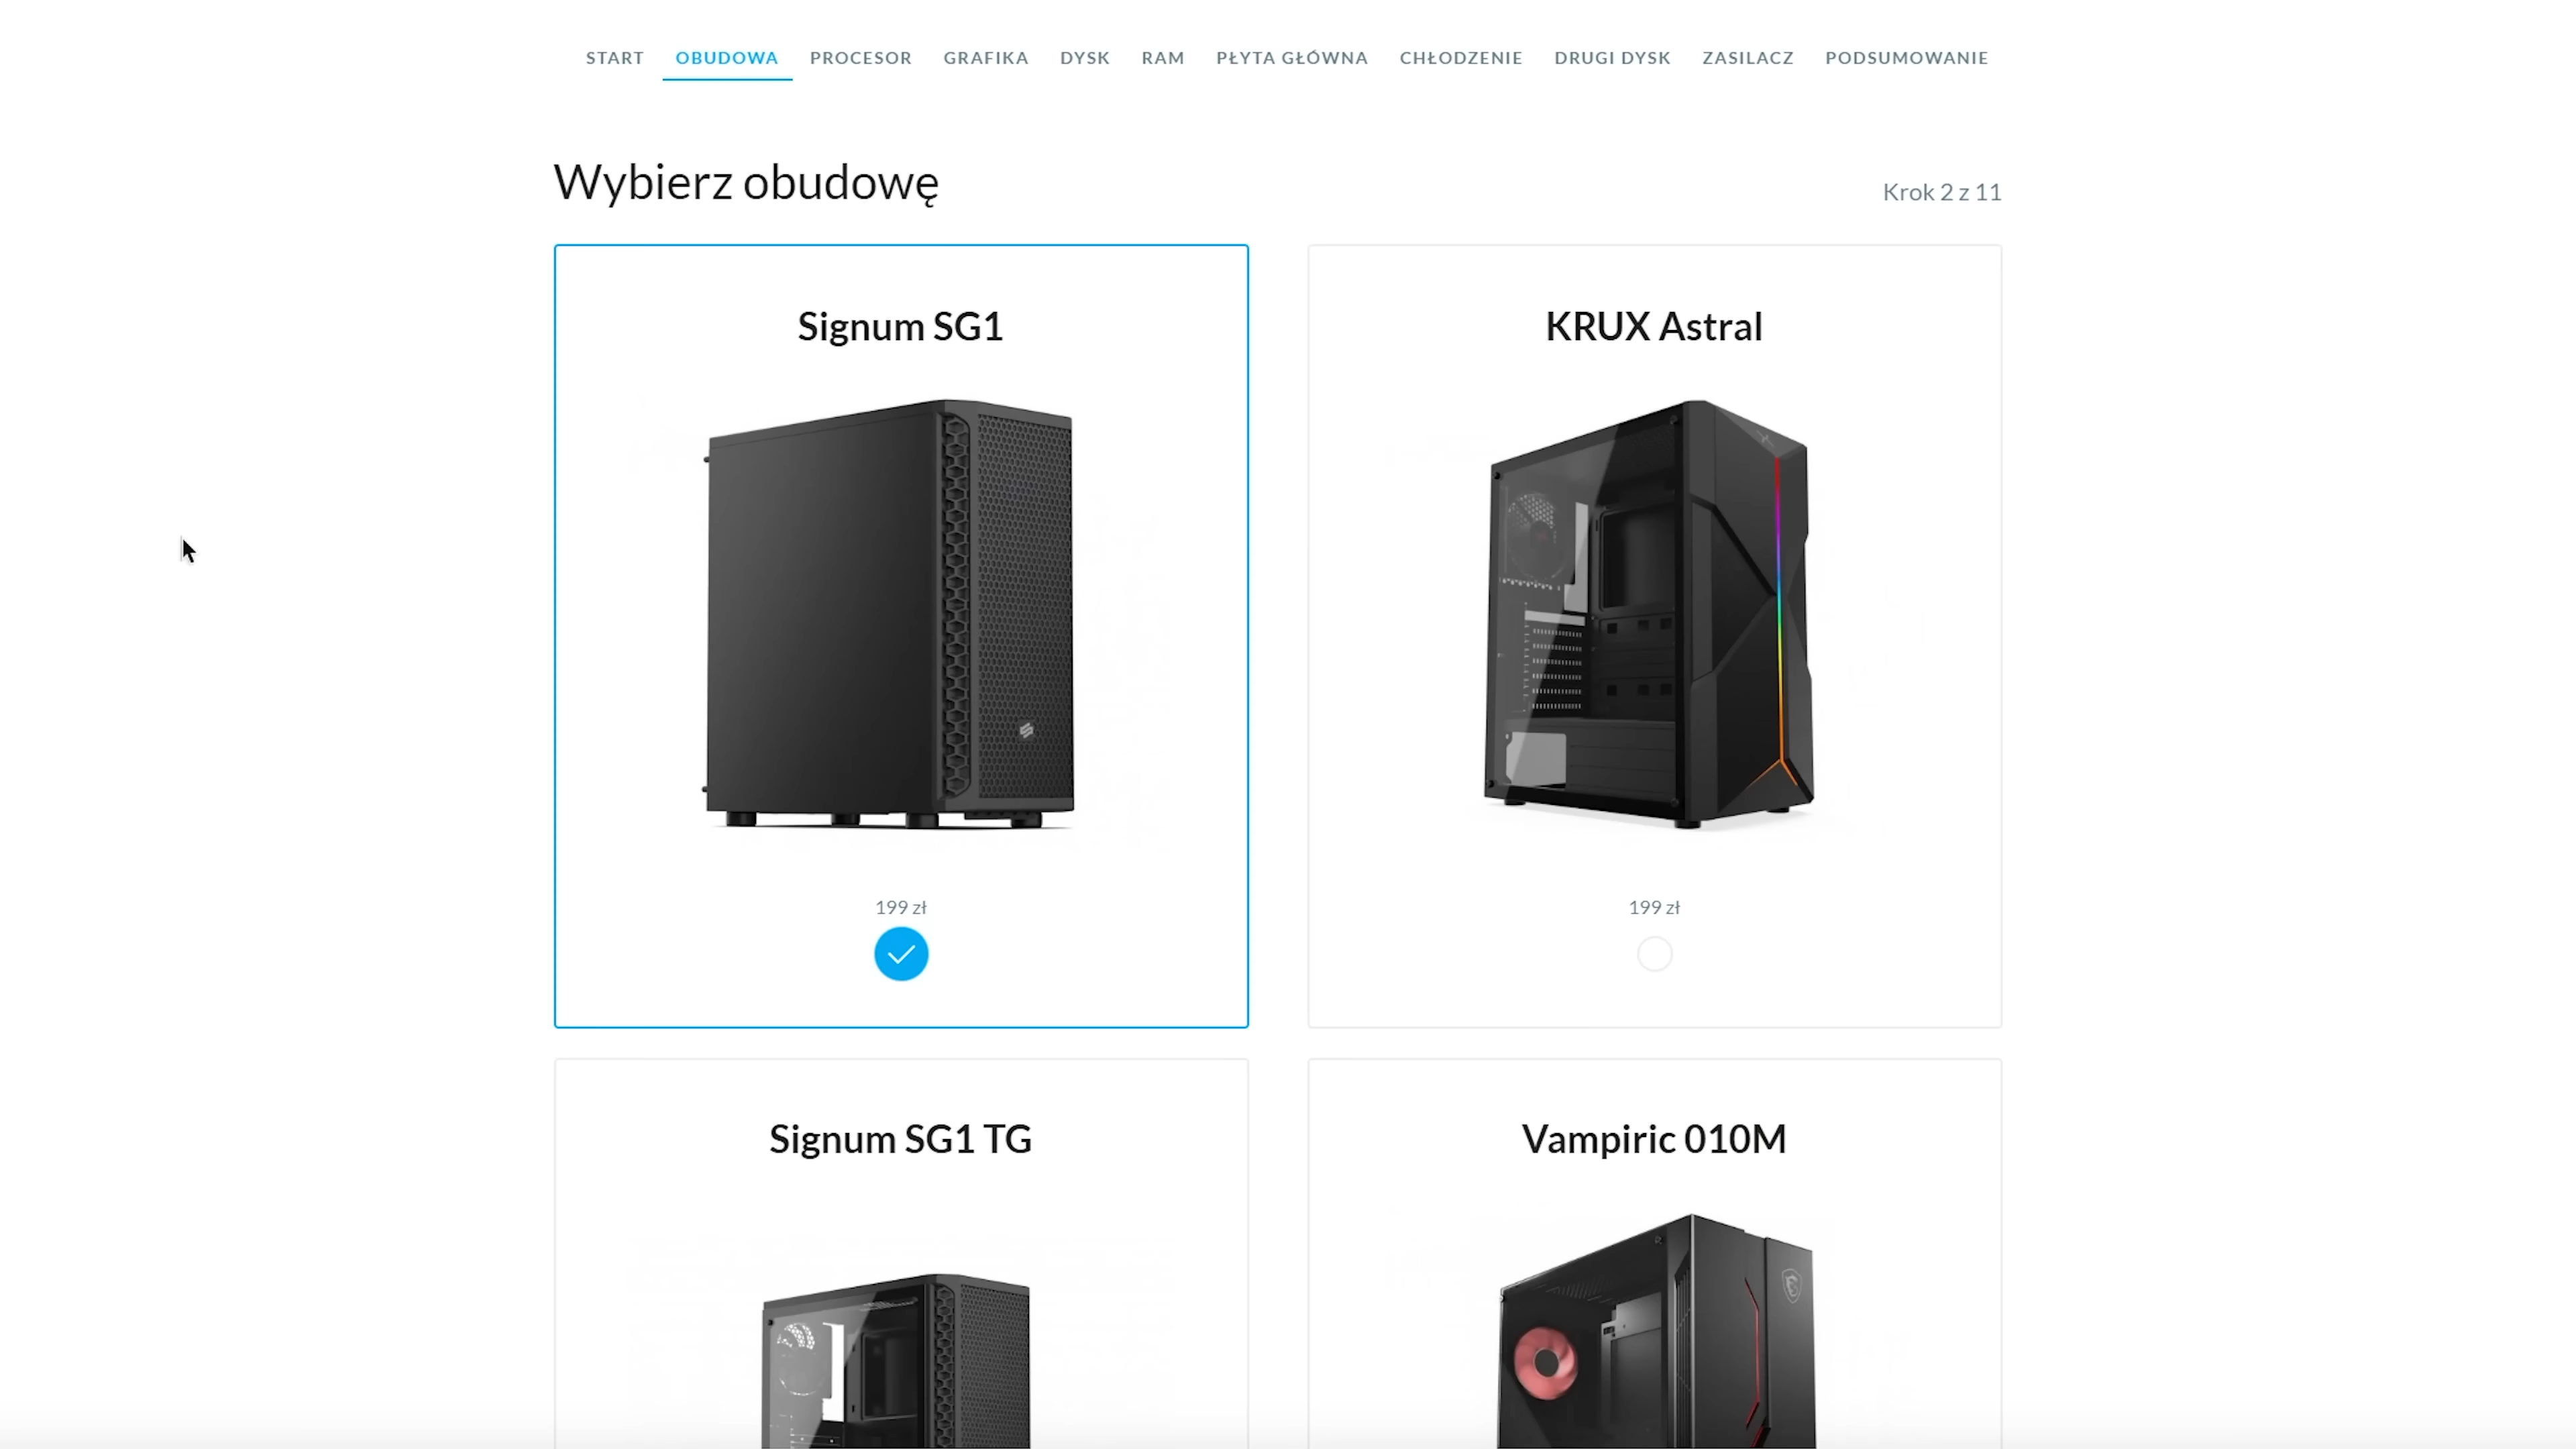 START OBUDOWA PROCESOR GRAFIKA DYSK RAM PŁYTA GŁÓWNA CHŁODZENIE DRUGI DYSK ZASILACZ PODSUMOWANIE
Wybierz obudowę
Krok 2 z 11
Signum SG1
KRUX Astral
199 zł
199 zł
Signum SG1 TG
Vampiric 010M